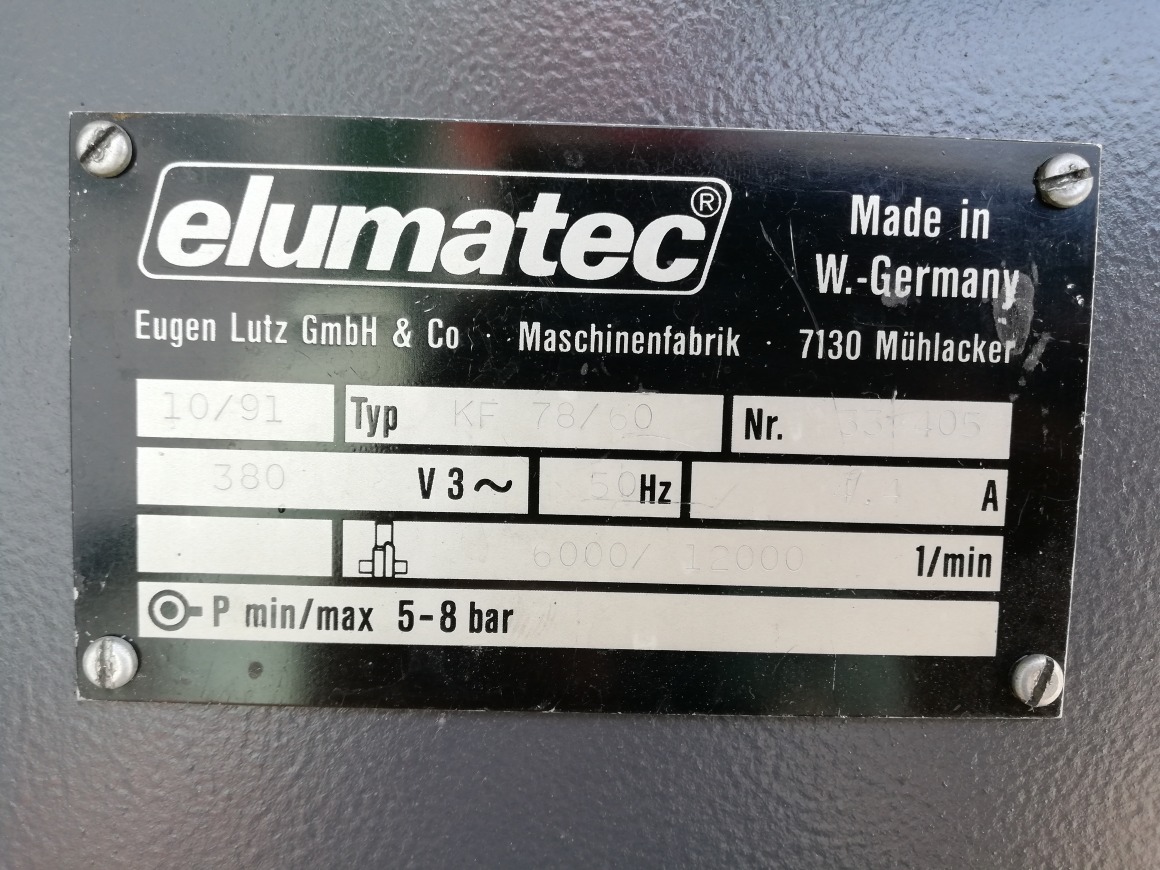 elumatec®
Made in
W.-Germany
Eugen Lutz GmbH & Co · Maschinenfabrik · 7130 Mühlacker
10/91 Typ KF 78/60 Nr.
380 V 3~ 50 Hz A
6000/ 12000 1/min
P min/max 5-8 bar